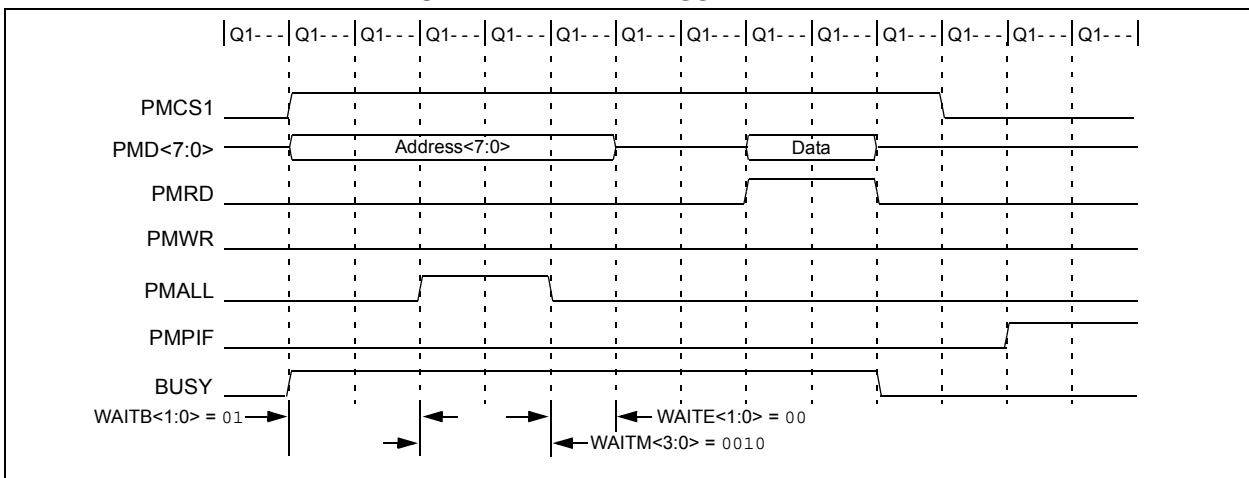 Q1- - - Q1- - - Q1- - - Q1- - - Q1- - - Q1- - - Q1- - - Q1- - - Q1- - - Q1- - - Q1- - - Q1- - - Q1- - - Q1- - -
PMCS1
PMD<7:0> Address<7:0> Data
PMRD
PMWR
PMALL
PMPIF
BUSY
WAITB<1:0> = 01 WAITE<1:0> = 00
WAITM<3:0> = 0010